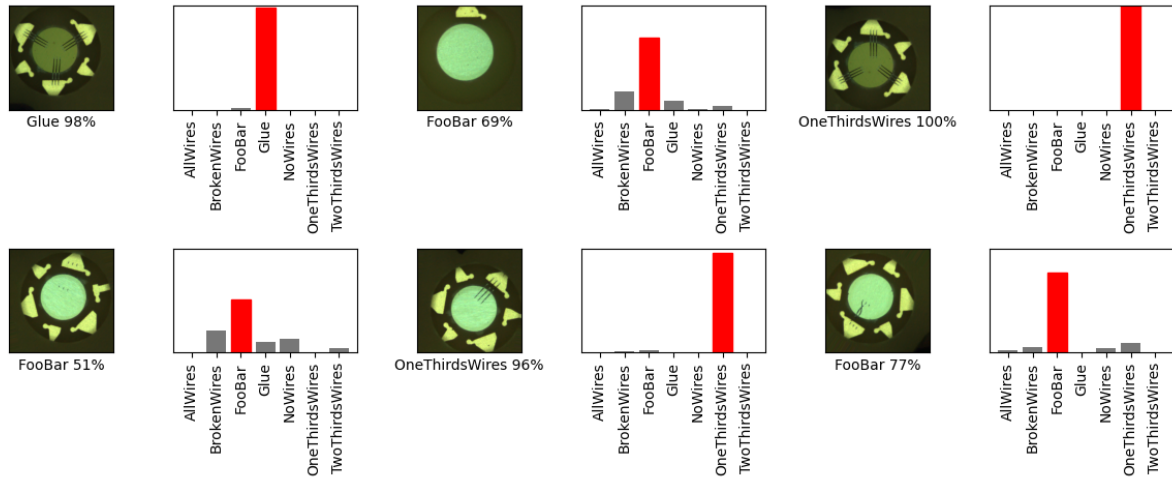 Glue 98%
AllWires
BrokenWires
FooBar
Glue
NoWires
OneThirdsWires
TwoThirdsWires
FooBar 69%
AllWires
BrokenWires
FooBar
Glue
NoWires
OneThirdsWires
TwoThirdsWires
OneThirdsWires 100%
AllWires
BrokenWires
FooBar
Glue
NoWires
OneThirdsWires
TwoThirdsWires
FooBar 51%
AllWires
BrokenWires
FooBar
Glue
NoWires
OneThirdsWires
TwoThirdsWires
OneThirdsWires 96%
AllWires
BrokenWires
FooBar
Glue
NoWires
OneThirdsWires
TwoThirdsWires
FooBar 77%
AllWires
BrokenWires
FooBar
Glue
NoWires
OneThirdsWires
TwoThirdsWires